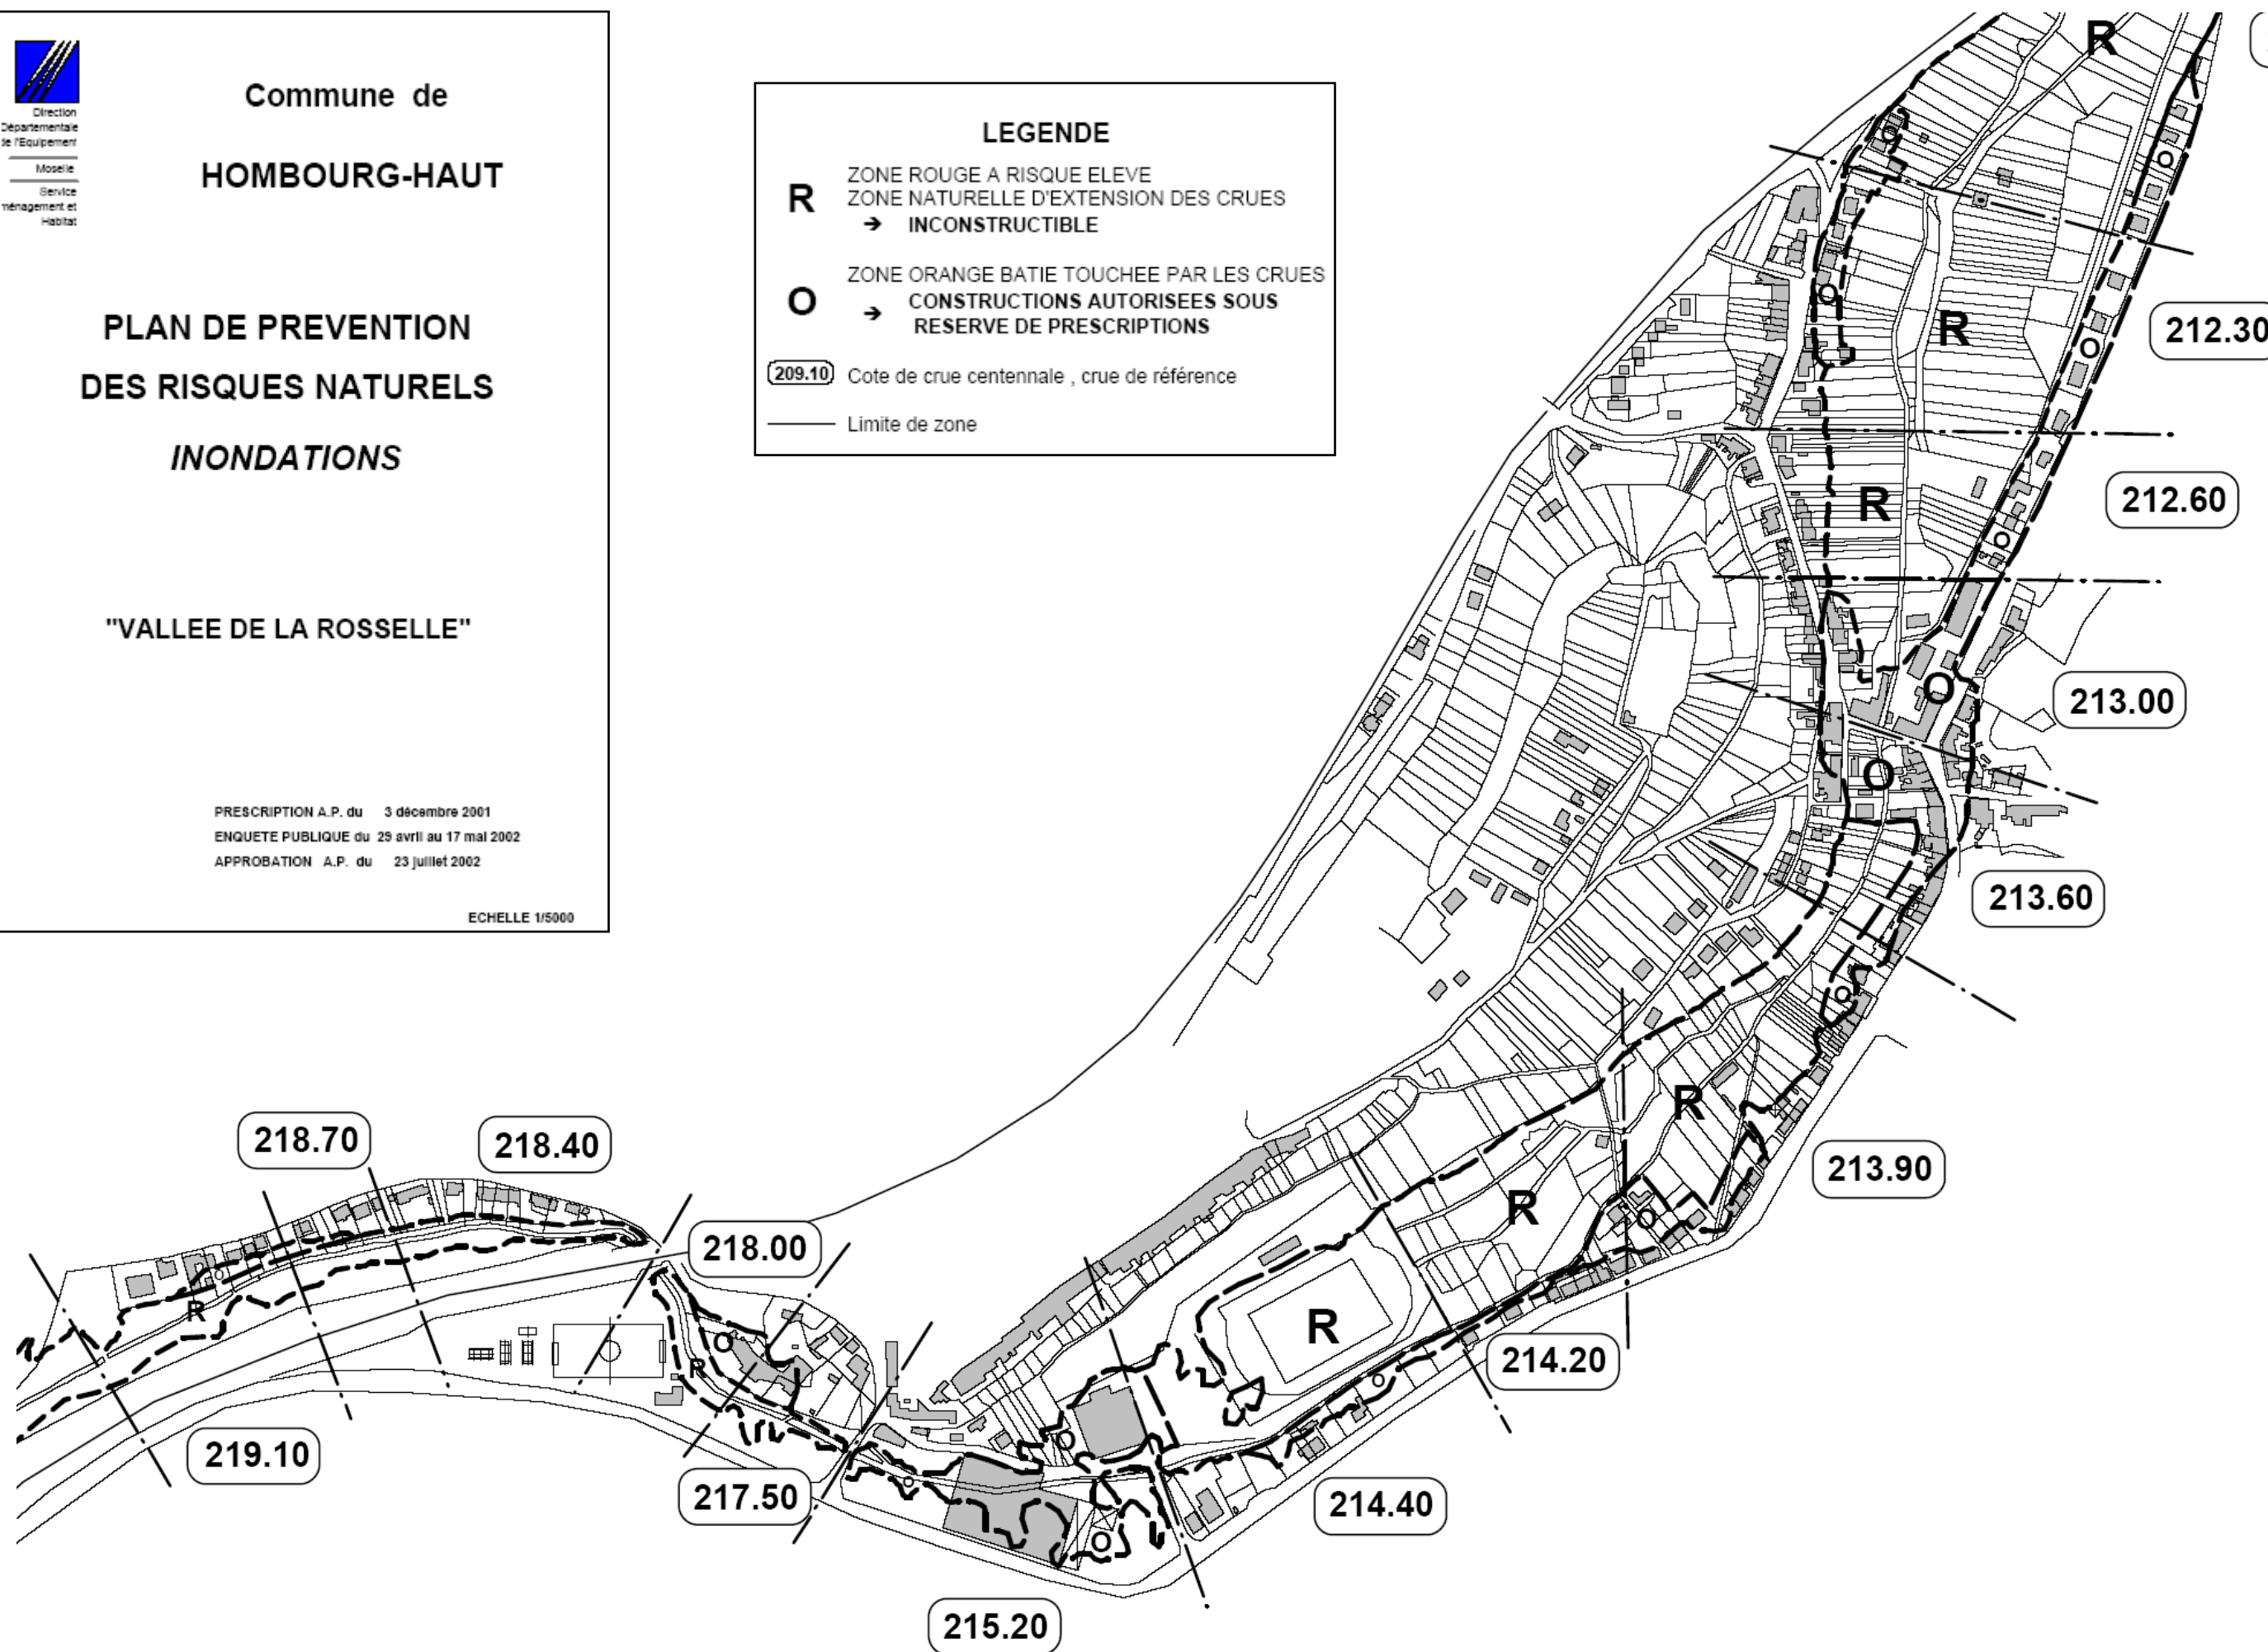 Direction
Départementale
de l'Equipement
Moselle
Service
ménagement et
Habitat
Commune de
HOMBOURG-HAUT
PLAN DE PREVENTION
DES RISQUES NATURELS
INONDATIONS
"VALLEE DE LA ROSSELLE"
PRESCRIPTION A.P. du 3 décembre 2001
ENQUETE PUBLIQUE du 29 avril au 17 mai 2002
APPROBATION A.P. du 23 juillet 2002
ECHELLE 1/5000
LEGENDE
R ZONE ROUGE A RISQUE ELEVE
ZONE NATURELLE D'EXTENSION DES CRUES
➔ INCONSTRUCTIBLE
O ZONE ORANGE BATIE TOUCHEE PAR LES CRUES
➔ CONSTRUCTIONS AUTORISEES SOUS
RESERVE DE PRESCRIPTIONS
209.10 Cote de crue centennale , crue de référence
Limite de zone
R
O
O
O
R
212.30
O
R
212.60
O
O
213.00
O
213.60
O
R
213.90
218.70
218.40
R
O
218.00
O
R
R
R
O
214.20
O
R
O
219.10
O
217.50
O
214.40
O
215.20